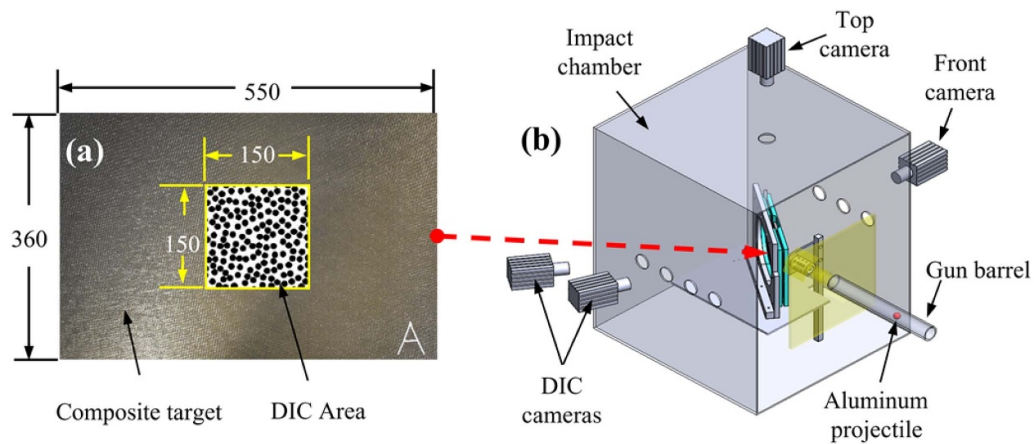 550
(a)
150
150
360
A
Composite target
DIC Area
(b)
Impact
chamber
Top
camera
Front
camera
Gun barrel
DIC
cameras
Aluminum
projectile